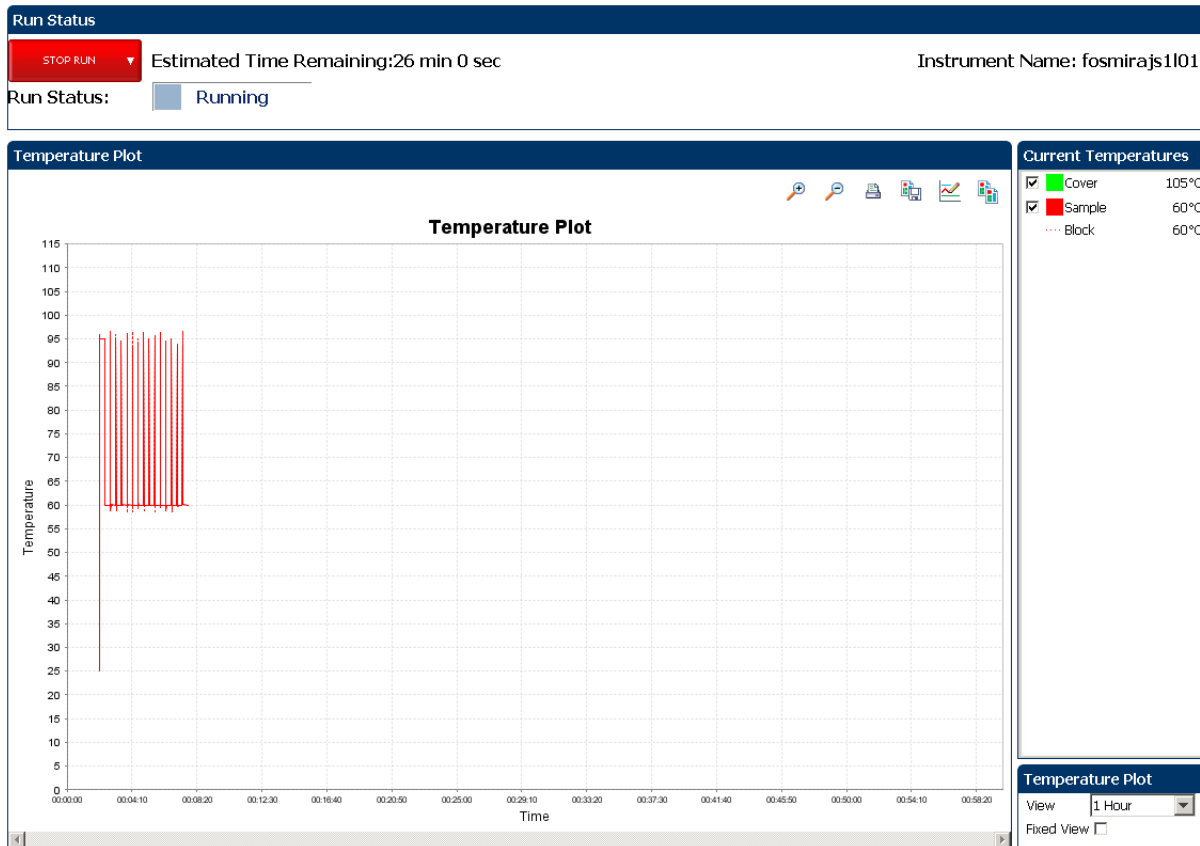 Run Status
STOP RUN
Estimated Time Remaining:26 min 0 sec
Instrument Name: fosmirajs1l01
Run Status:
Running
Temperature Plot
Current Temperatures
Cover 105°C
Sample 60°C
Block 60°C
Temperature Plot
115
110
105
100
95
90
85
80
75
70
65
60
55
50
45
40
35
30
25
20
15
10
5
0
Temperature
00:00:00 00:04:10 00:08:20 00:12:30 00:16:40 00:20:50 00:25:00 00:29:10 00:33:20 00:37:30 00:41:40 00:45:50 00:50:00 00:54:10 00:58:20
Time
Temperature Plot
View 1 Hour
Fixed View